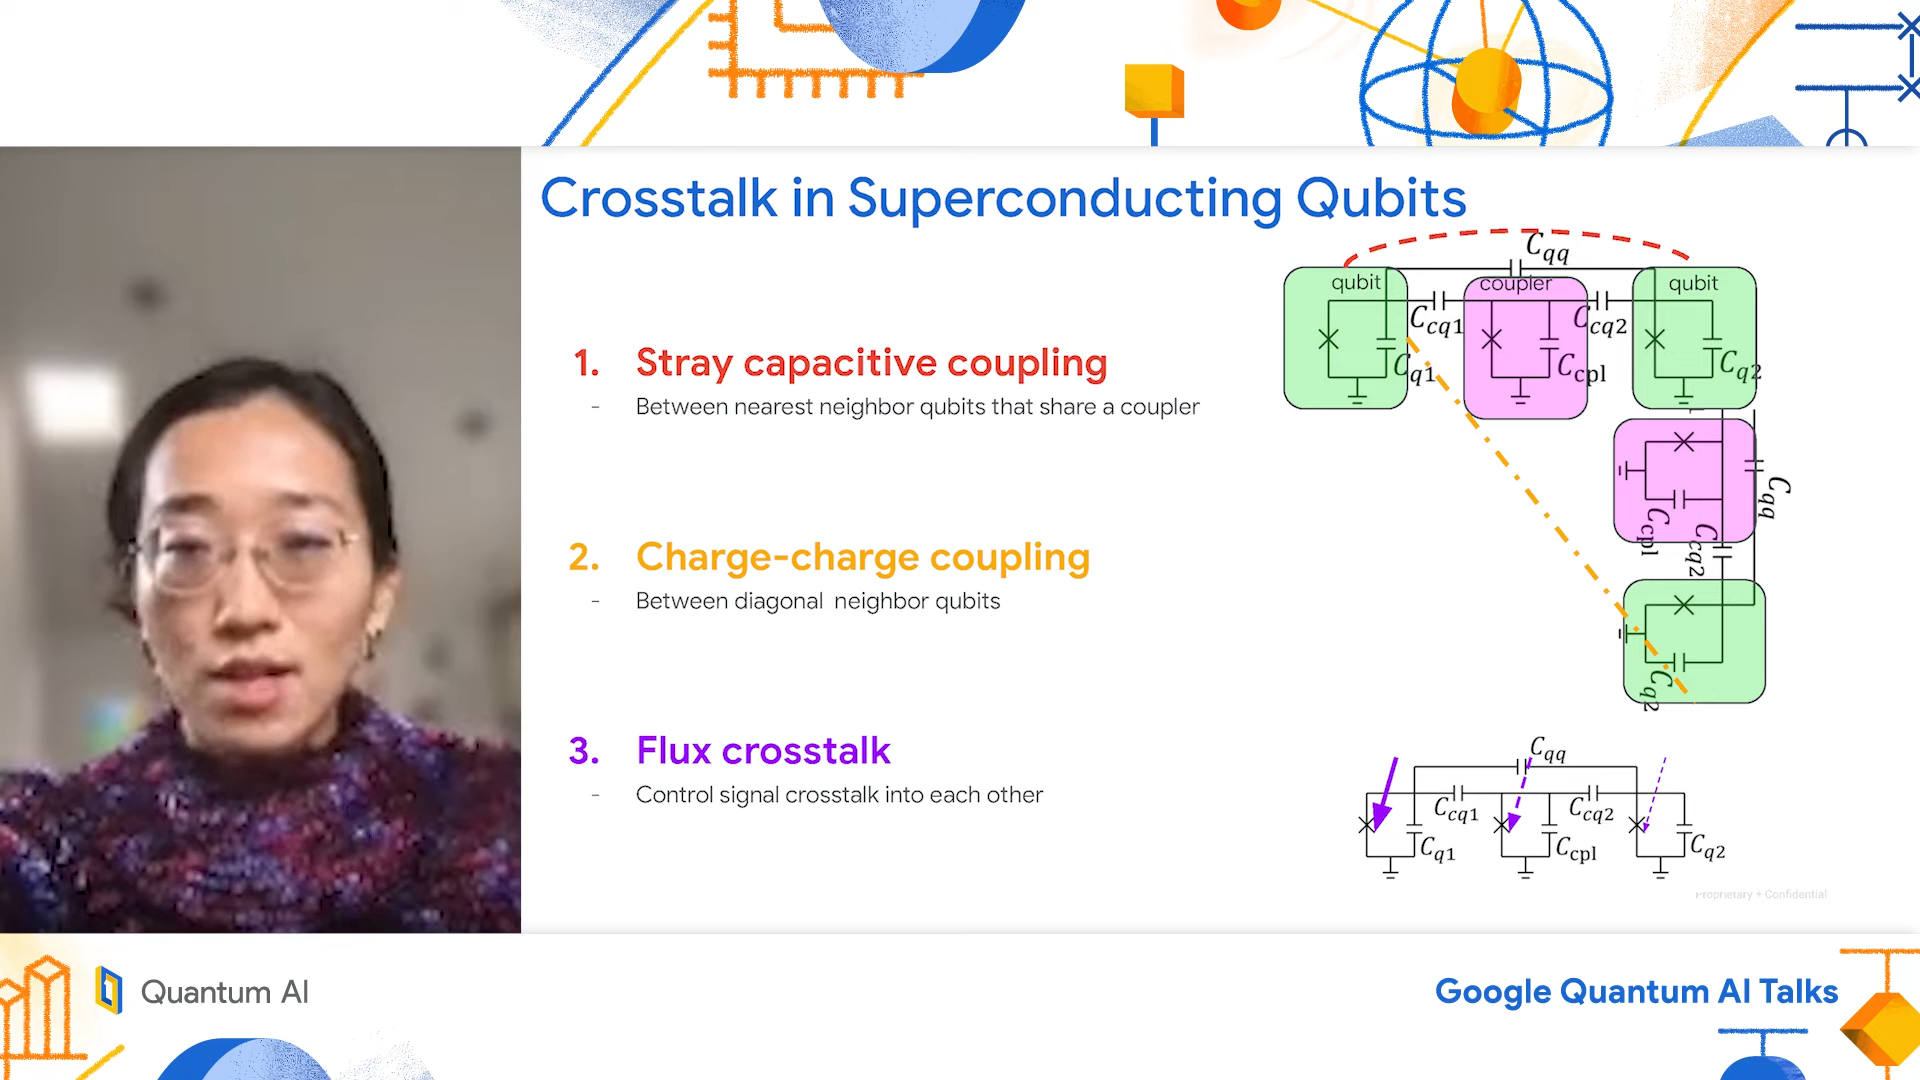 Crosstalk in Superconducting Qubits
1. Stray capacitive coupling
- Between nearest neighbor qubits that share a coupler
2. Charge-charge coupling
- Between diagonal neighbor qubits
3. Flux crosstalk
- Control signal crosstalk into each other
Cqq
qubit
coupler
qubit
Ccq1
Ccq2
Cq1
Ccpl
Cq2
Cqq
Ccpl
Ccq2
Cq2
Cqq
Ccq1
Ccq2
Cq1
Ccpl
Cq2
Proprietary + Confidential
Quantum AI
Google Quantum AI Talks